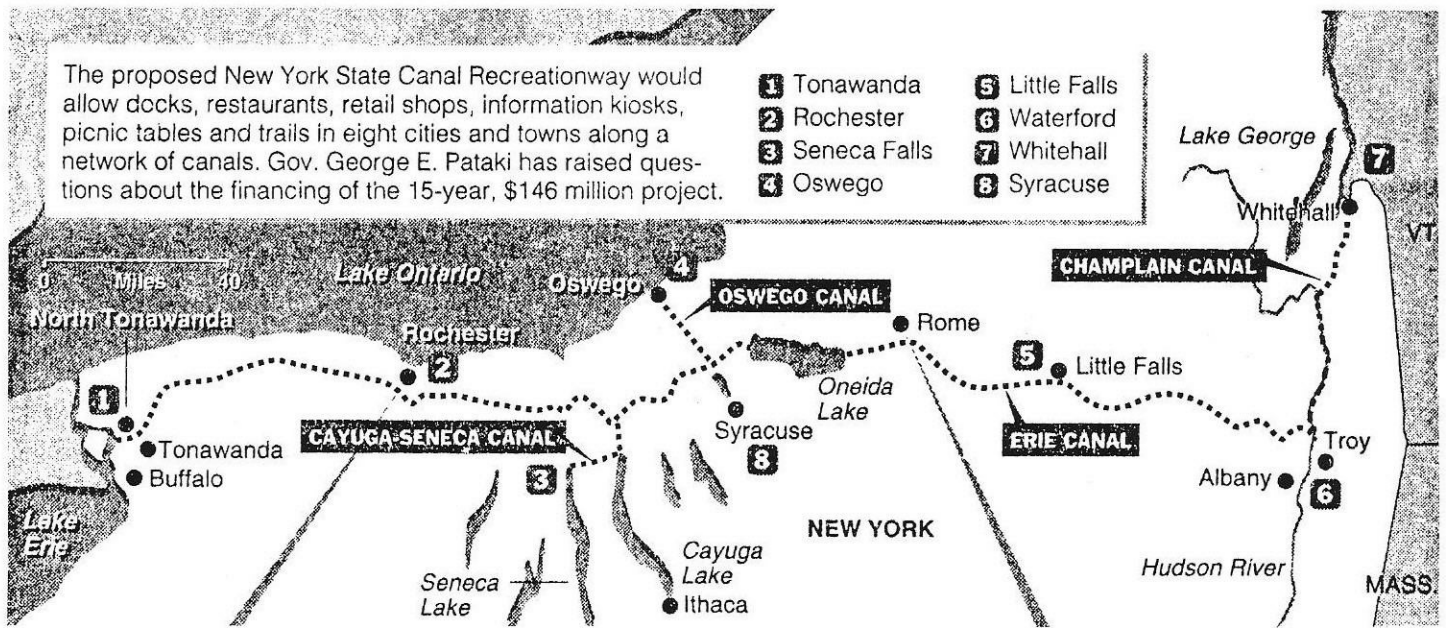 The proposed New York State Canal Recreationway would
allow docks, restaurants, retail shops, information kiosks,
picnic tables and trails in eight cities and towns along a
network of canals. Gov. George E. Pataki has raised ques-
tions about the financing of the 15-year, $146 million project.
1 Tonawanda
2 Rochester
3 Seneca Falls
4 Oswego
5 Little Falls
6 Waterford
7 Whitehall
8 Syracuse
Lake George
7
Whitehall
VT.
CHAMPLAIN CANAL
0 Miles 40
Lake Ontario
Oswego
4
OSWEGO CANAL
North Tonawanda
Rochester
2
Rome
5
Little Falls
Oneida
Lake
1
CAYUGA-SENECA CANAL
Syracuse
8
ERIE CANAL
Troy
Tonawanda
Buffalo
3
Albany
6
Lake
Erie
NEW YORK
Seneca
Lake
Cayuga
Lake
Ithaca
Hudson River
MASS.